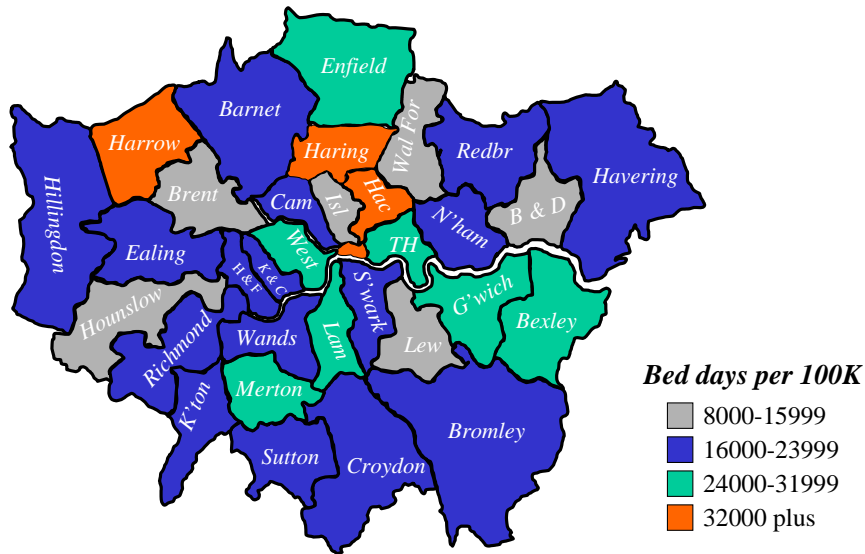 Enfield
Barnet
Harrow
Haring
Wal For
Redbr
Havering
Hillingdon
Brent
Cam
Isl
Hac
N'ham
B & D
Ealing
H & F
K & C
West
TH
Hounslow
Richmond
Wands
Lam
S'wark
Lew
G'wich
Bexley
K'ton
Merton
Sutton
Croydon
Bromley
Bed days per 100K
8000-15999
16000-23999
24000-31999
32000 plus